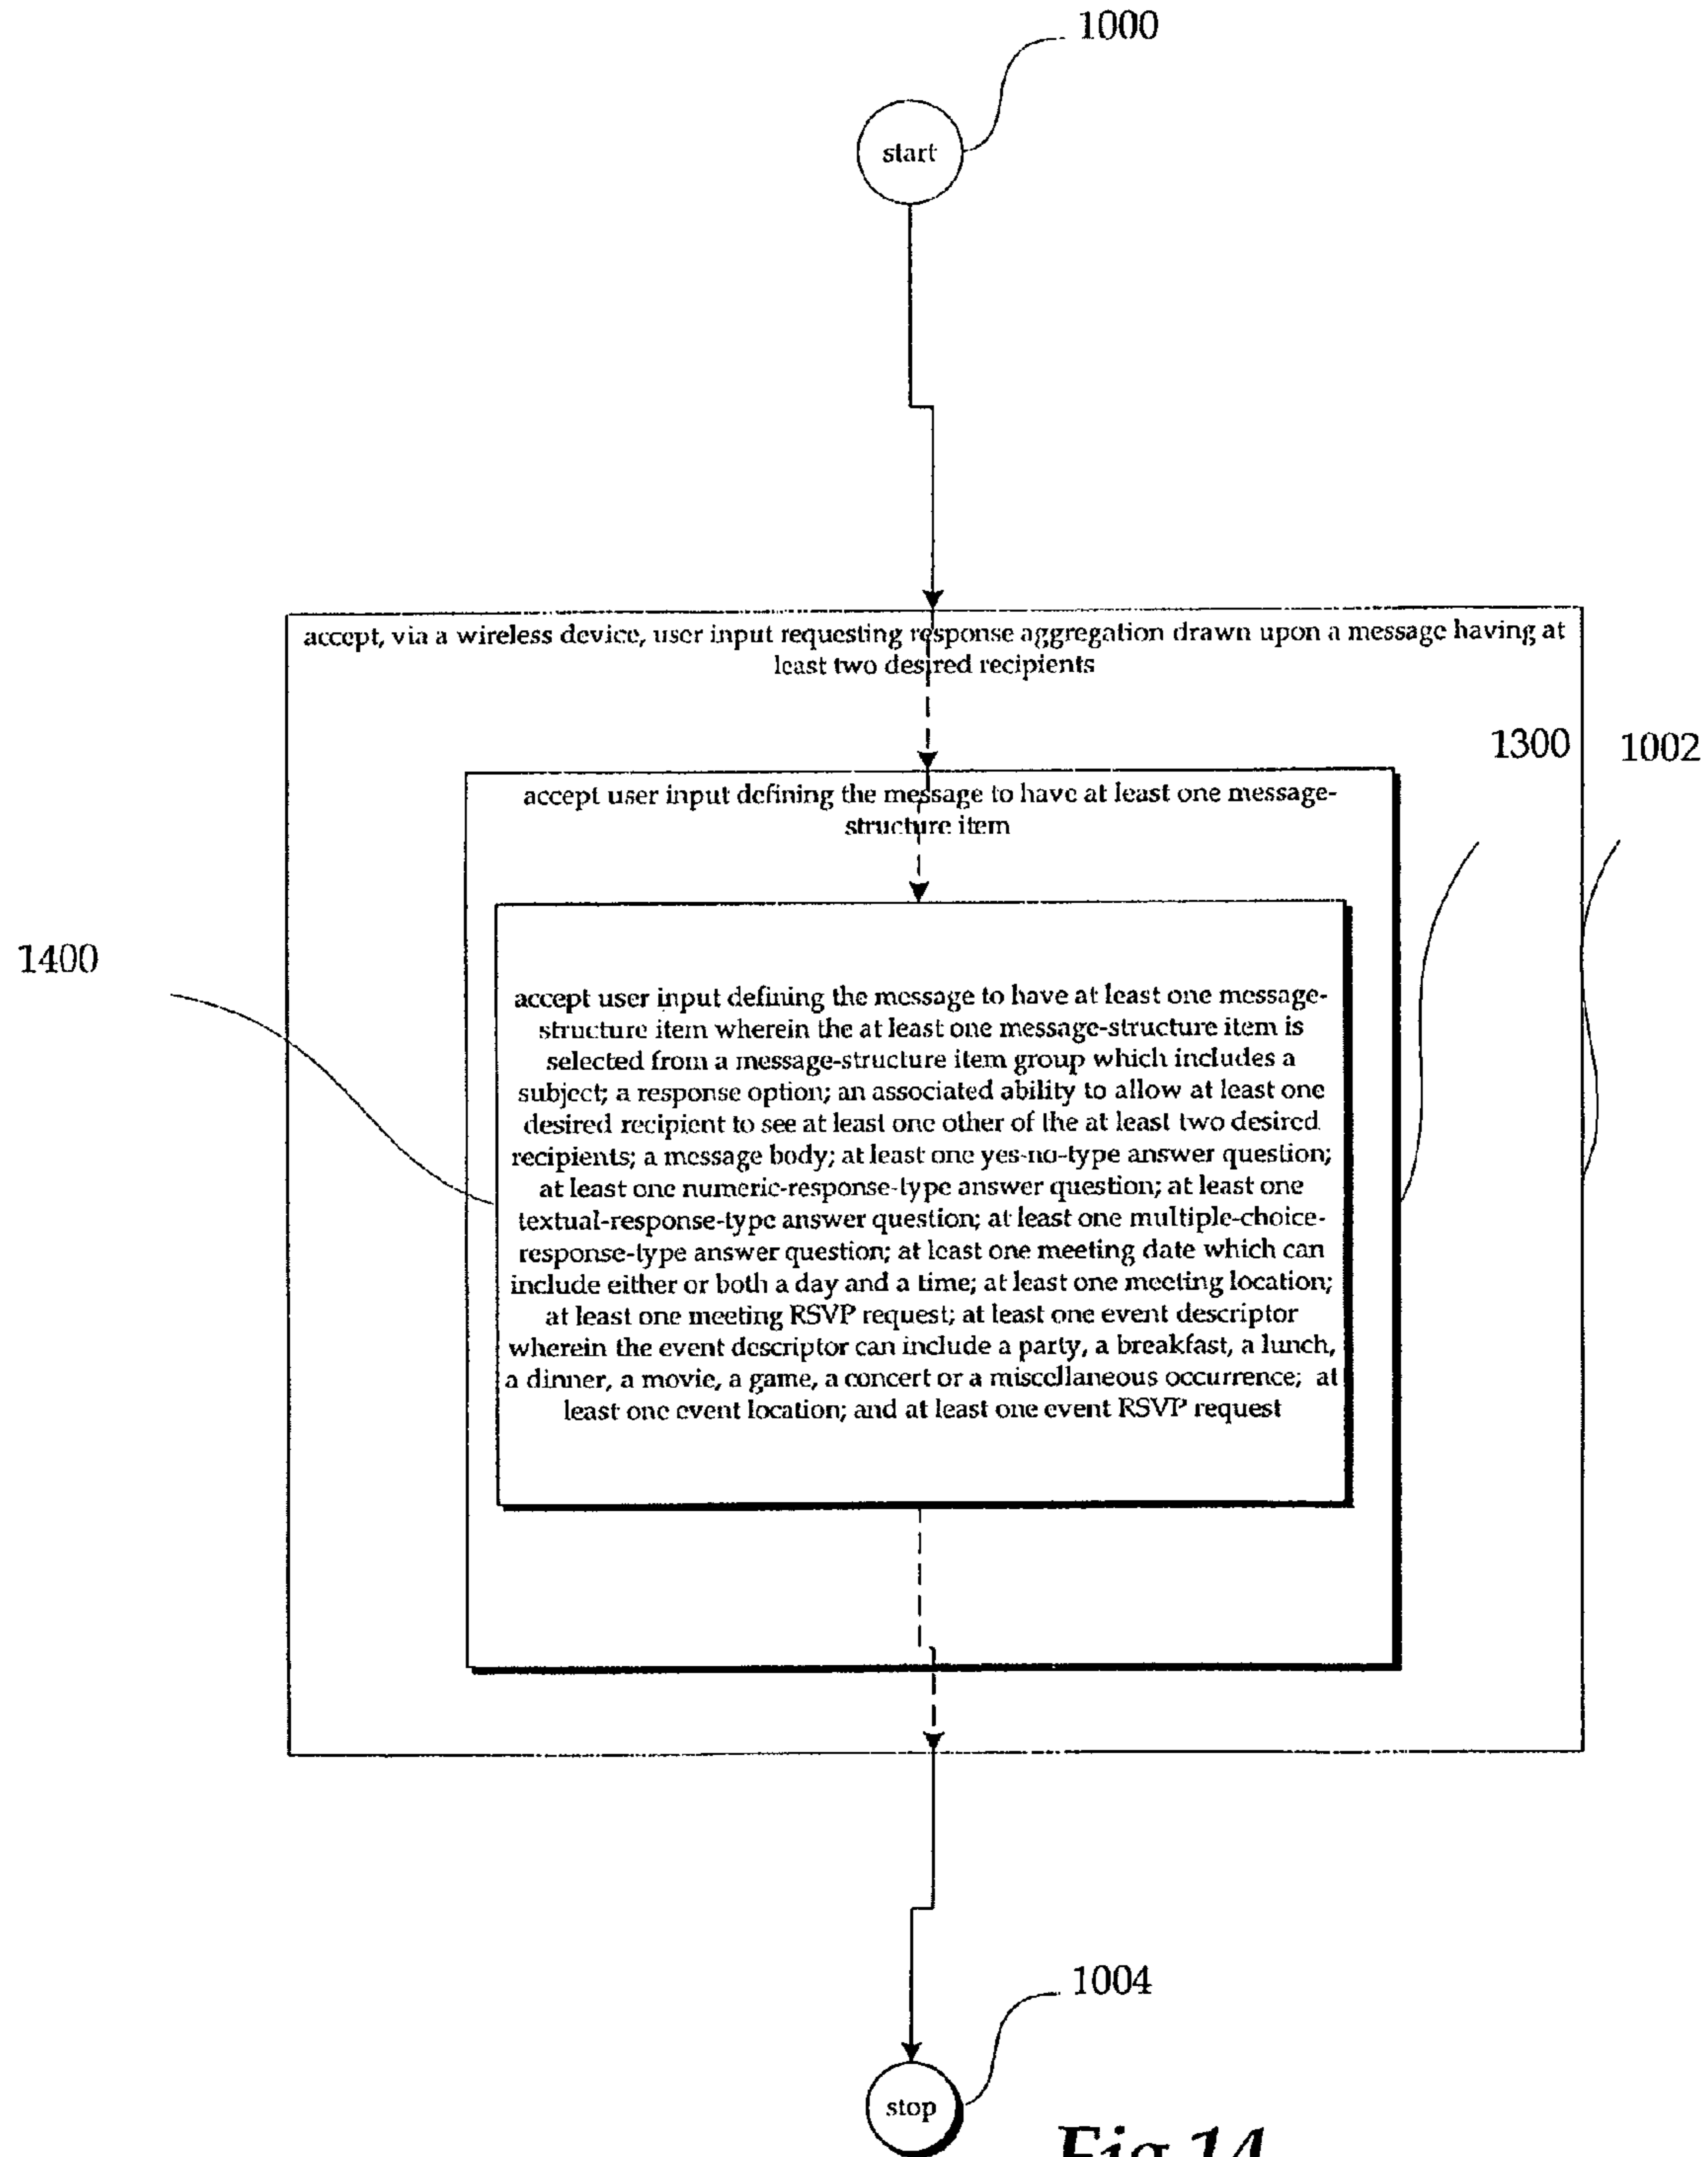 1000
start
accept, via a wireless device, user input requesting response aggregation drawn upon a message having at
least two desired recipients
1300
1002
accept user input defining the message to have at least one message-
structure item
1400
accept user input defining the message to have at least one message-
structure item wherein the at least one message-structure item is
selected from a message-structure item group which includes a
subject; a response option; an associated ability to allow at least one
desired recipient to see at least one other of the at least two desired
recipients; a message body; at least one yes-no-type answer question;
at least one numeric-response-type answer question; at least one
textual-response-type answer question; at least one multiple-choice-
response-type answer question; at least one meeting date which can
include either or both a day and a time; at least one meeting location;
at least one meeting RSVP request; at least one event descriptor
wherein the event descriptor can include a party, a breakfast, a lunch,
a dinner, a movie, a game, a concert or a miscellaneous occurrence; at
least one event location; and at least one event RSVP request
1004
stop
Fig 14